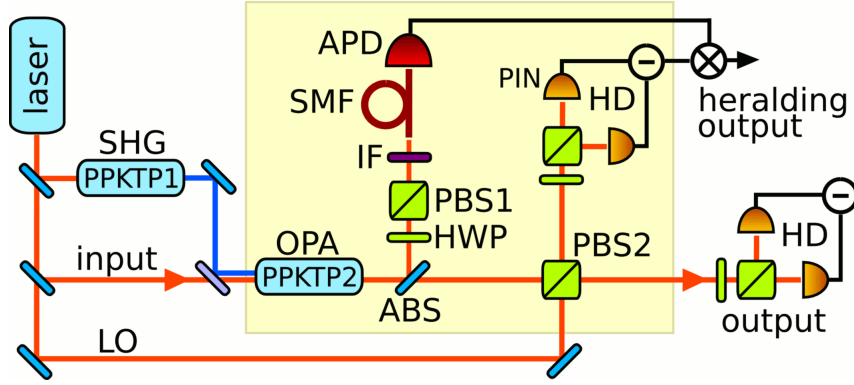 laser
SHG
PPKTP1
input
OPA
PPKTP2
LO
APD
SMF
IF
PBS1
HWP
ABS
PIN
HD
PBS2
heralding
output
HD
output